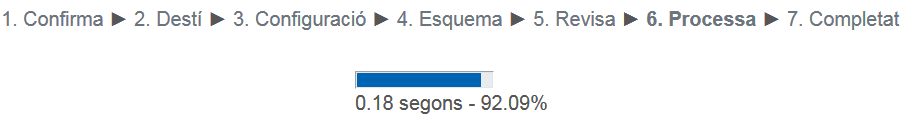 1. Confirma ► 2. Destí ► 3. Configuració ► 4. Esquema ► 5. Revisa ► 6. Processa ► 7. Completat
0.18 segons - 92.09%